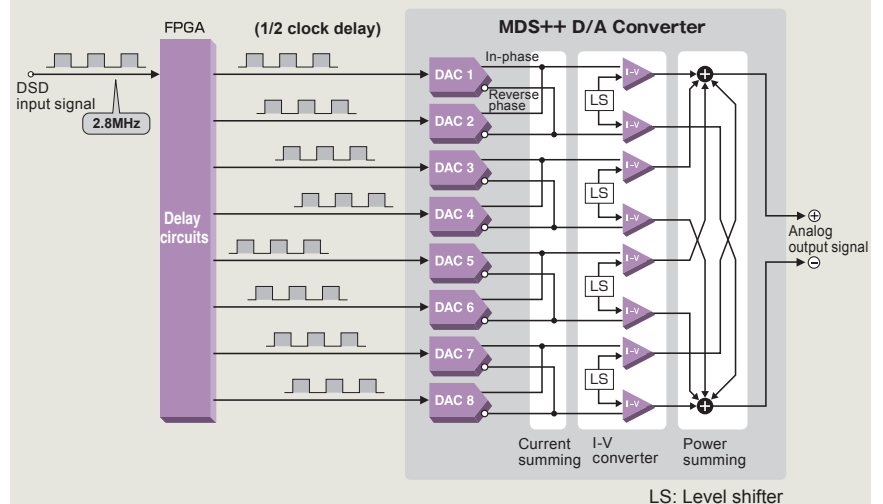 FPGA
(1/2 clock delay)
MDS++ D/A Converter
DSD
input signal
2.8MHz
Delay
circuits
In-phase
Reverse
phase
DAC 1
DAC 2
DAC 3
DAC 4
DAC 5
DAC 6
DAC 7
DAC 8
LS
LS
LS
LS
I-V
I-V
I-V
I-V
I-V
I-V
I-V
I-V
+
+
⊕
Analog
output signal
⊖
Current
summing
I-V
converter
Power
summing
LS: Level shifter